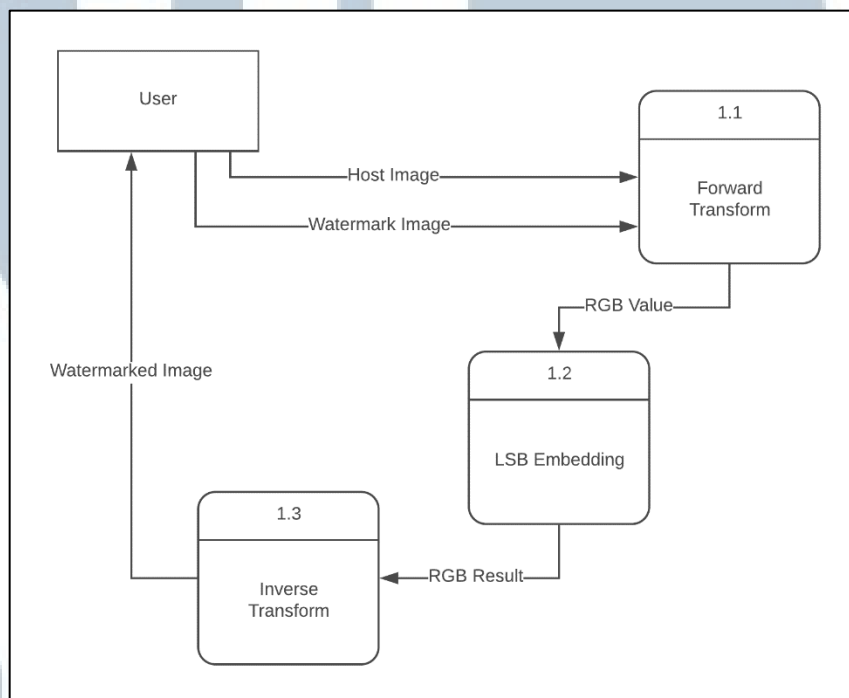 User
1.1
Host Image
Forward
Transform
Watermark Image
RGB Value
1.2
Watermarked Image
LSB Embedding
1.3
RGB Result
Inverse
Transform